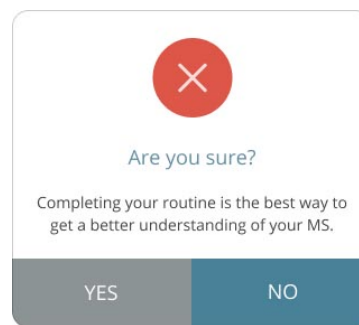 Are you sure?
Completing your routine is the best way to
get a better understanding of your MS.
YES NO